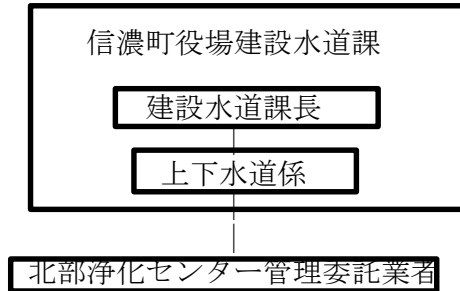 信濃町役場建設水道課
建設水道課長
上下水道係
北部浄化センター管理委託業者